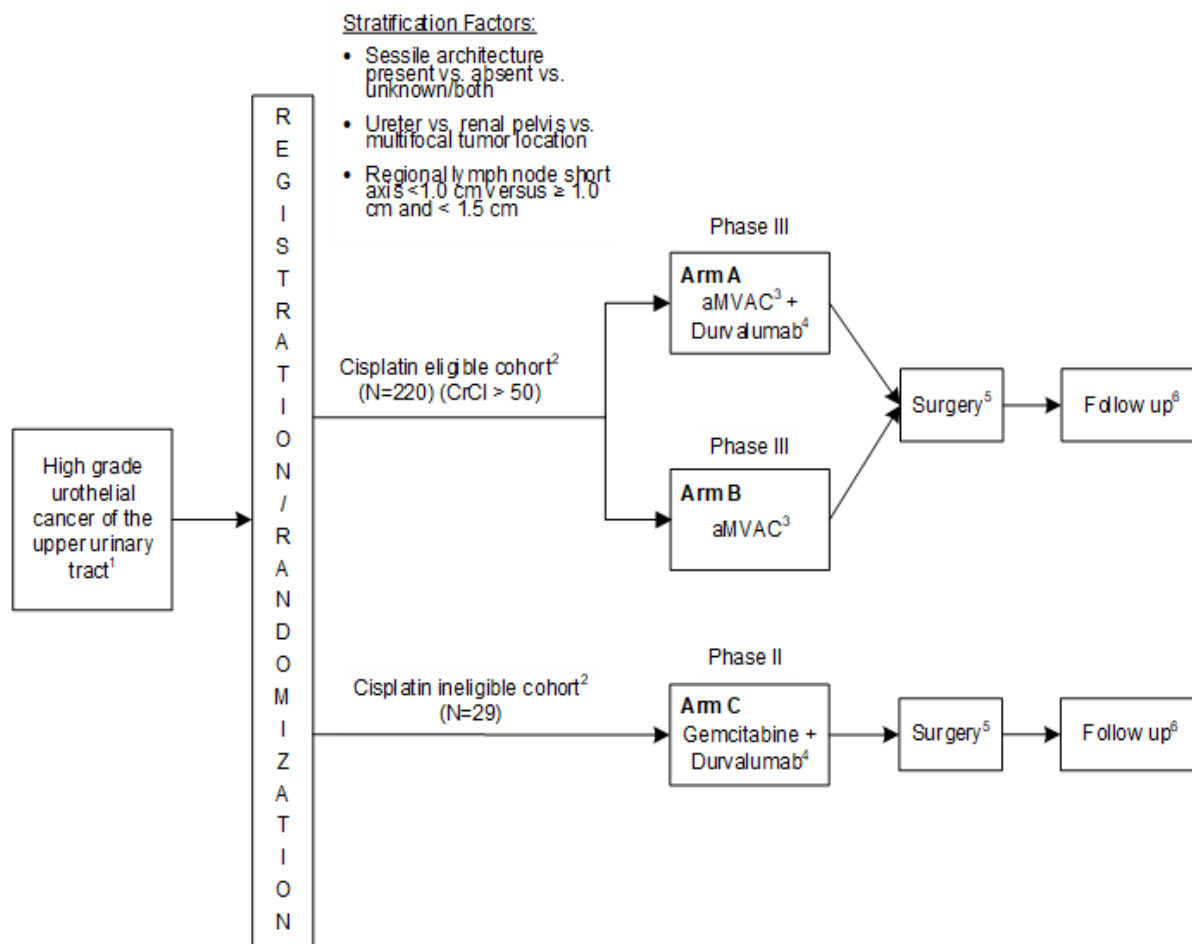 Stratification Factors:
• Sessile architecture
present vs. absent vs.
unknown/both
• Ureter vs. renal pelvis vs.
multifocal tumor location
• Regional lymph node short
axis <1.0 cm versus ≥ 1.0
cm and < 1.5 cm
High grade
urothelial
cancer of the
upper urinary
tract1
R
E
G
I
S
T
R
A
T
I
O
N
/
R
A
N
D
O
M
I
Z
A
T
I
O
N
Cisplatin eligible cohort2
(N=220) (CrCl > 50)
Phase III
Arm A
aMVAC3 +
Durvalumab4
Phase III
Arm B
aMVAC3
Surgery5
Follow up6
Cisplatin ineligible cohort2
(N=29)
Phase II
Arm C
Gemcitabine +
Durvalumab4
Surgery5
Follow up6